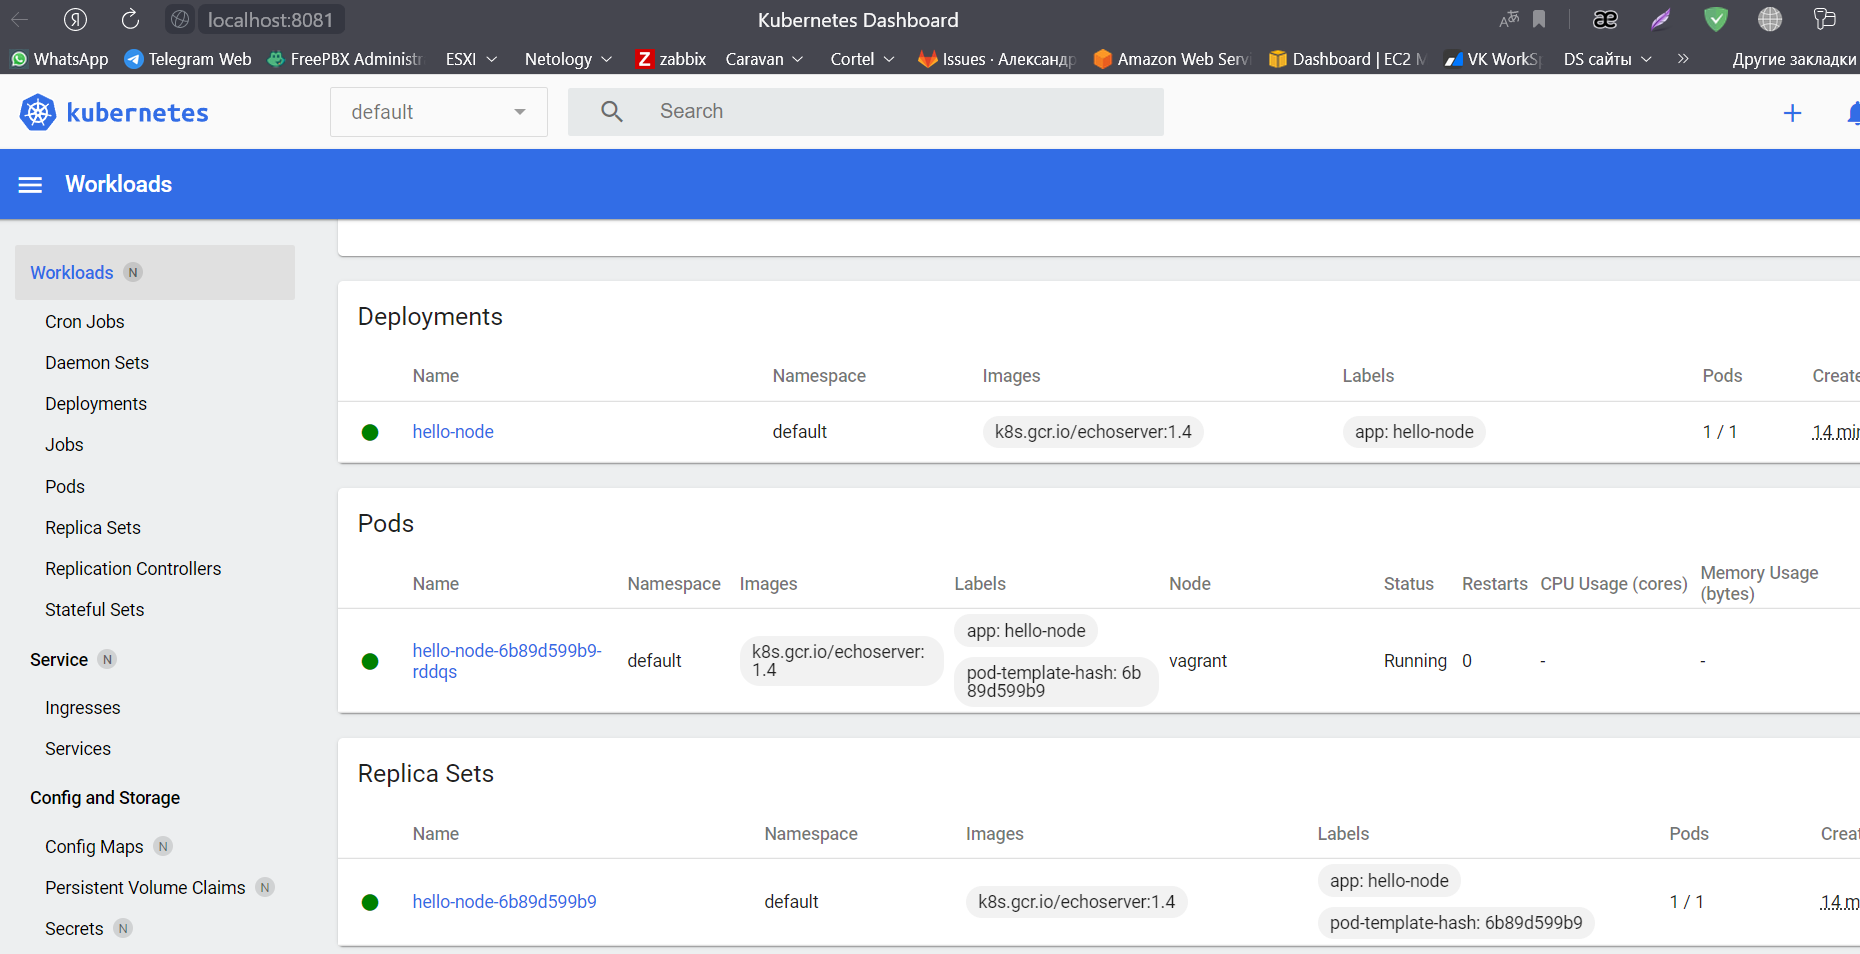 localhost:8081
Kubernetes Dashboard
WhatsApp
Telegram Web
FreePBX Administr
ESXI
Netology
Z zabbix
Caravan
Cortel
Issues · Александр
Amazon Web Servi
Dashboard | EC2 M
VK WorkSp
DS сайты
Другие закладки
kubernetes
default
Search
Workloads
Workloads N
Cron Jobs
Daemon Sets
Deployments
Jobs
Pods
Replica Sets
Replication Controllers
Stateful Sets
Service N
Ingresses
Services
Config and Storage
Config Maps N
Persistent Volume Claims N
Secrets N
Deployments
Name Namespace Images Labels Pods Create
hello-node default k8s.gcr.io/echoserver:1.4 app: hello-node 1 / 1 14 min
Pods
Name Namespace Images Labels Node Status Restarts CPU Usage (cores) Memory Usage
(bytes)
app: hello-node
hello-node-6b89d599b9-
rddqs
default
k8s.gcr.io/echoserver:
1.4
pod-template-hash: 6b
89d599b9
vagrant
Running 0 - -
Replica Sets
Name Namespace Images Labels Pods Creat
hello-node-6b89d599b9 default k8s.gcr.io/echoserver:1.4
app: hello-node
pod-template-hash: 6b89d599b9
1 / 1 14 m